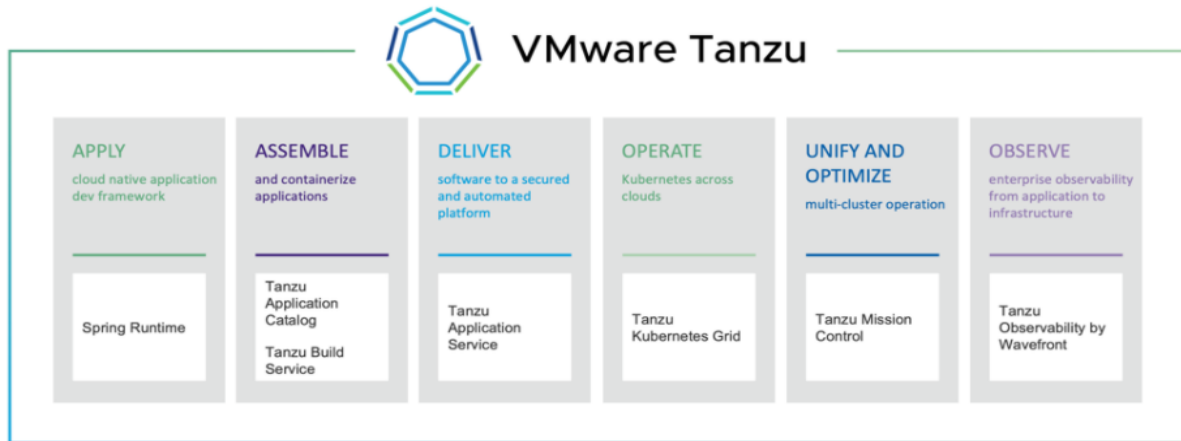 VMware Tanzu
APPLY
cloud native application
dev framework
Spring Runtime
ASSEMBLE
and containerize
applications
Tanzu
Application
Catalog
Tanzu Build
Service
DELIVER
software to a secured
and automated
platform
Tanzu
Application
Service
OPERATE
Kubernetes across
clouds
Tanzu
Kubernetes Grid
UNIFY AND
OPTIMIZE
multi-cluster operation
Tanzu Mission
Control
OBSERVE
enterprise observability
from application to
infrastructure
Tanzu
Observability by
Wavefront